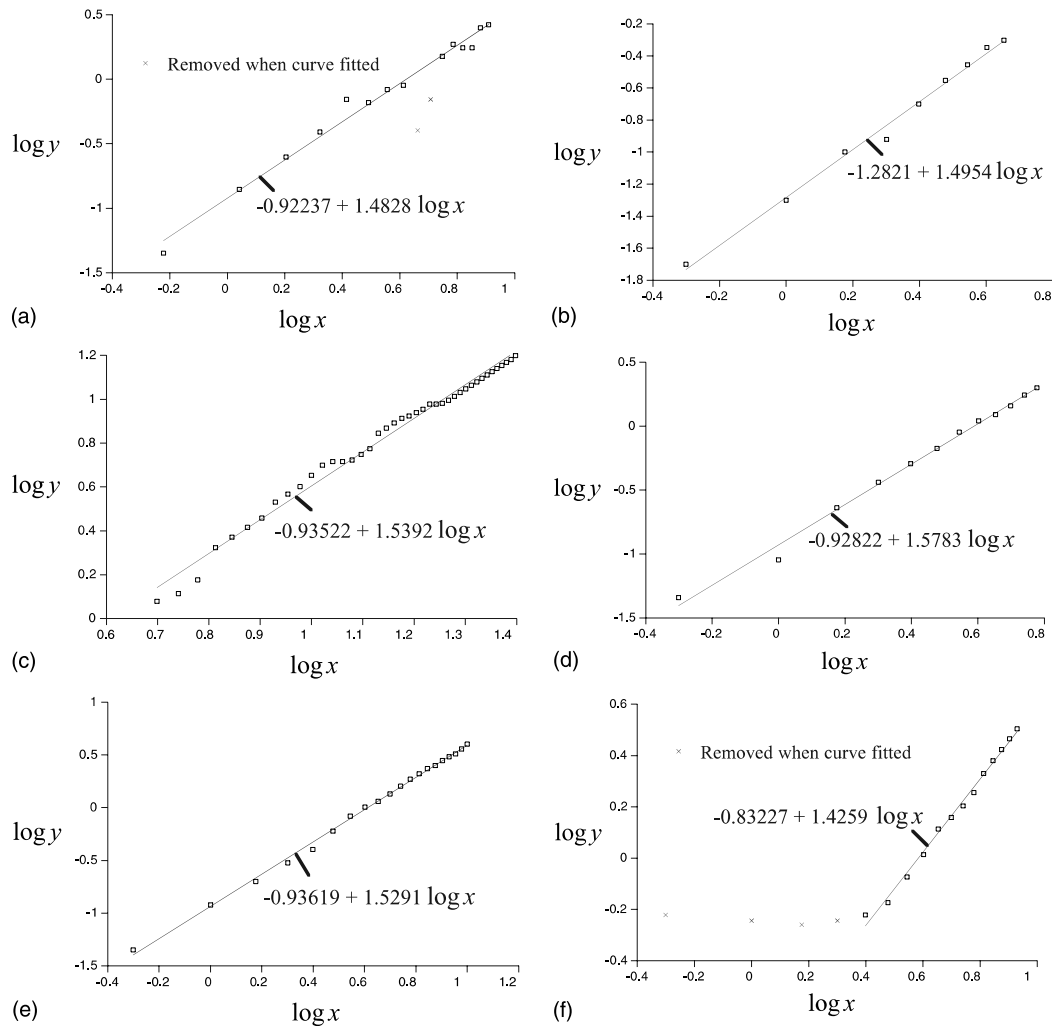 0.5
× Removed when curve fitted
0
log y
-0.5
-0.92237 + 1.4828 log x
-1
-1.5
-0.4 -0.2 0 0.2 0.4 0.6 0.8 1
(a)
log x
-0.2
-0.4
-0.6
log y
-0.8
-1
-1.2821 + 1.4954 log x
-1.2
-1.4
-1.6
-1.8
-0.4 -0.2 0 0.2 0.4 0.6 0.8
(b)
log x
1.2
1
0.8
log y
0.6
-0.93522 + 1.5392 log x
0.4
0.2
0
0.6 0.7 0.8 0.9 1 1.1 1.2 1.3 1.4
(c)
log x
0.5
0
log y
-0.5
-0.92822 + 1.5783 log x
-1
-1.5
-0.4 -0.2 0 0.2 0.4 0.6 0.8
(d)
log x
1
0.5
0
log y
-0.5
-0.93619 + 1.5291 log x
-1
-1.5
-0.4 -0.2 0 0.2 0.4 0.6 0.8 1.0 1.2
(e)
log x
0.6
× Removed when curve fitted
0.4
-0.83227 + 1.4259 log x
0.2
log y
0
-0.2
-0.4
-0.4 -0.2 0 0.2 0.4 0.6 0.8 1
(f)
log x